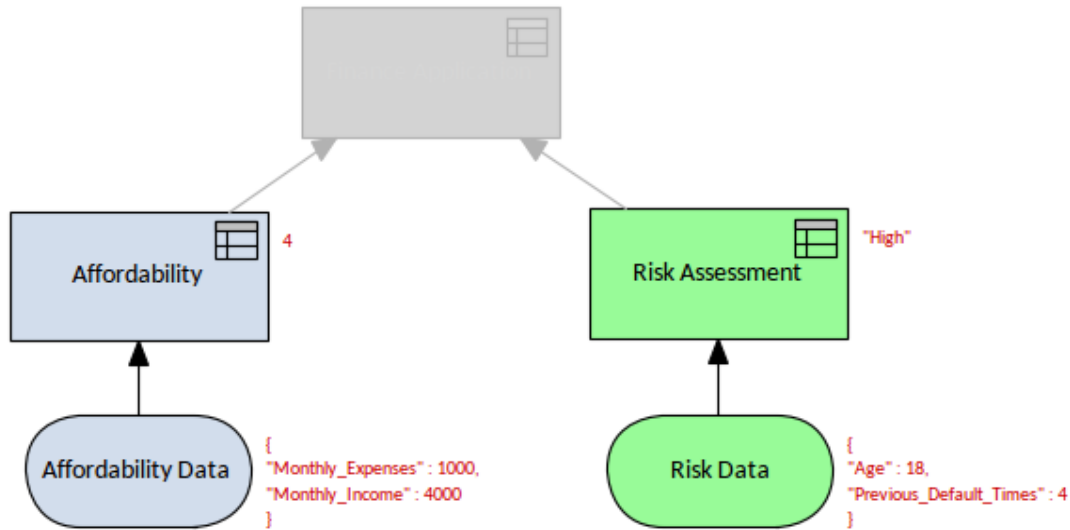 Affordability
4
Risk Assessment
"High"
Affordability Data
{
"Monthly_Expenses" : 1000,
"Monthly_Income" : 4000
}
Risk Data
{
"Age" : 18,
"Previous_Default_Times" : 4
}